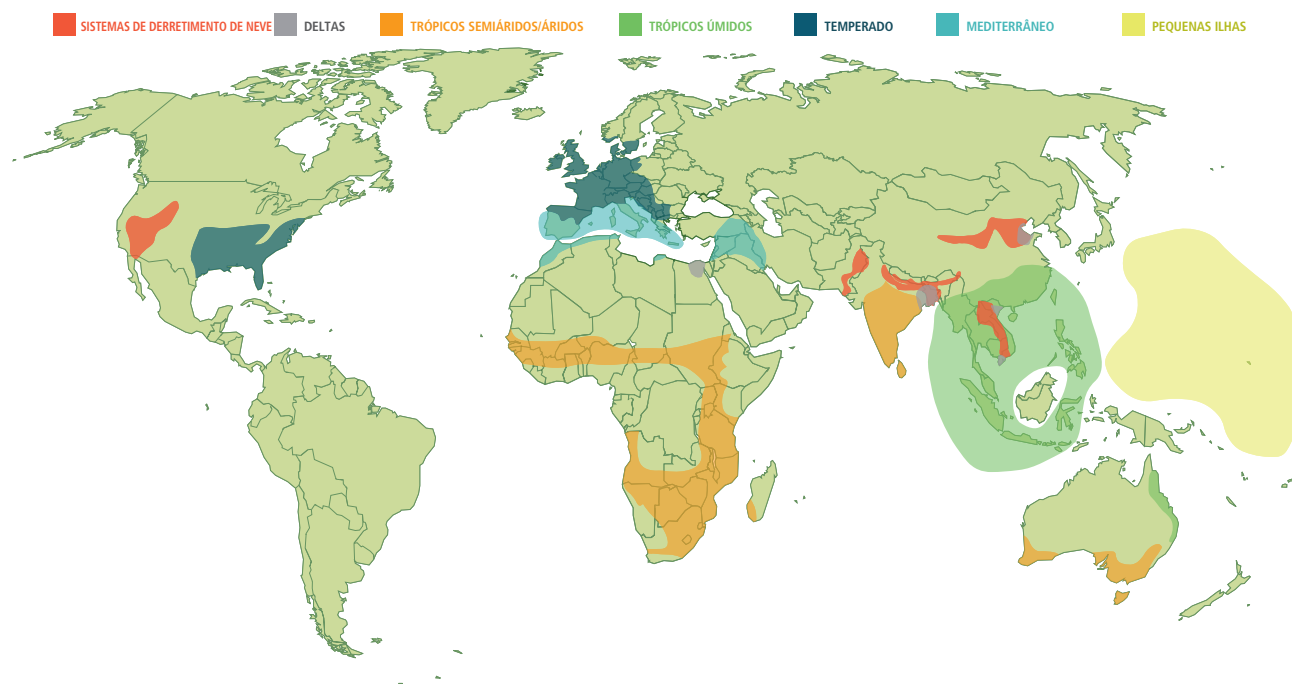 SISTEMAS DE DERRETIMENTO DE NEVE DELTAS TRÓPICOS SEMIÁRIDOS/ÁRIDOS TRÓPICOS ÚMIDOS TEMPERADO MEDITERRÂNEO PEQUENAS ILHAS